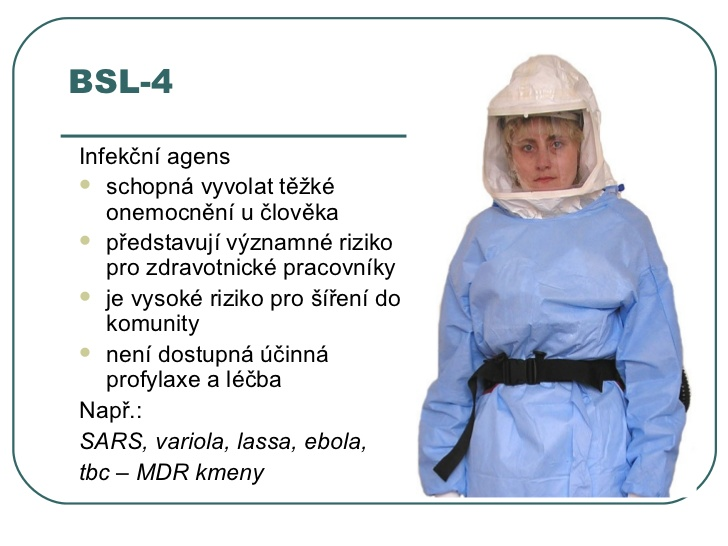 BSL-4
Infekční agens
schopná vyvolat těžké
onemocnění u člověka
představují významné riziko
pro zdravotnické pracovníky
je vysoké riziko pro šíření do
komunity
není dostupná účinná
profylaxe a léčba
Např.:
SARS, variola, lassa, ebola,
tbc – MDR kmeny